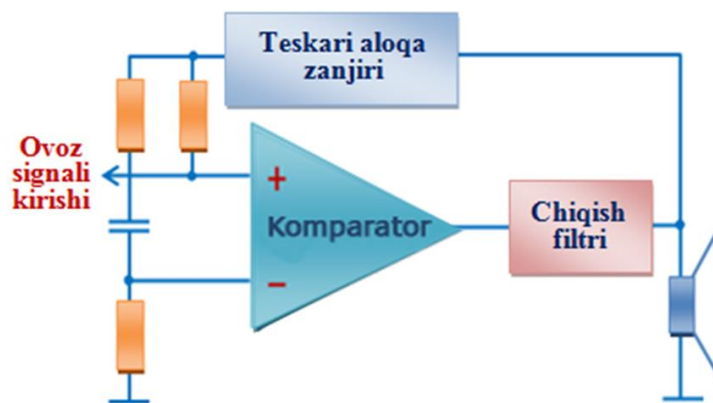 Teskari aloqa
zanjiri
Ovoz
signali
kirishi
+
Komparator
−
Chiqish
filtri